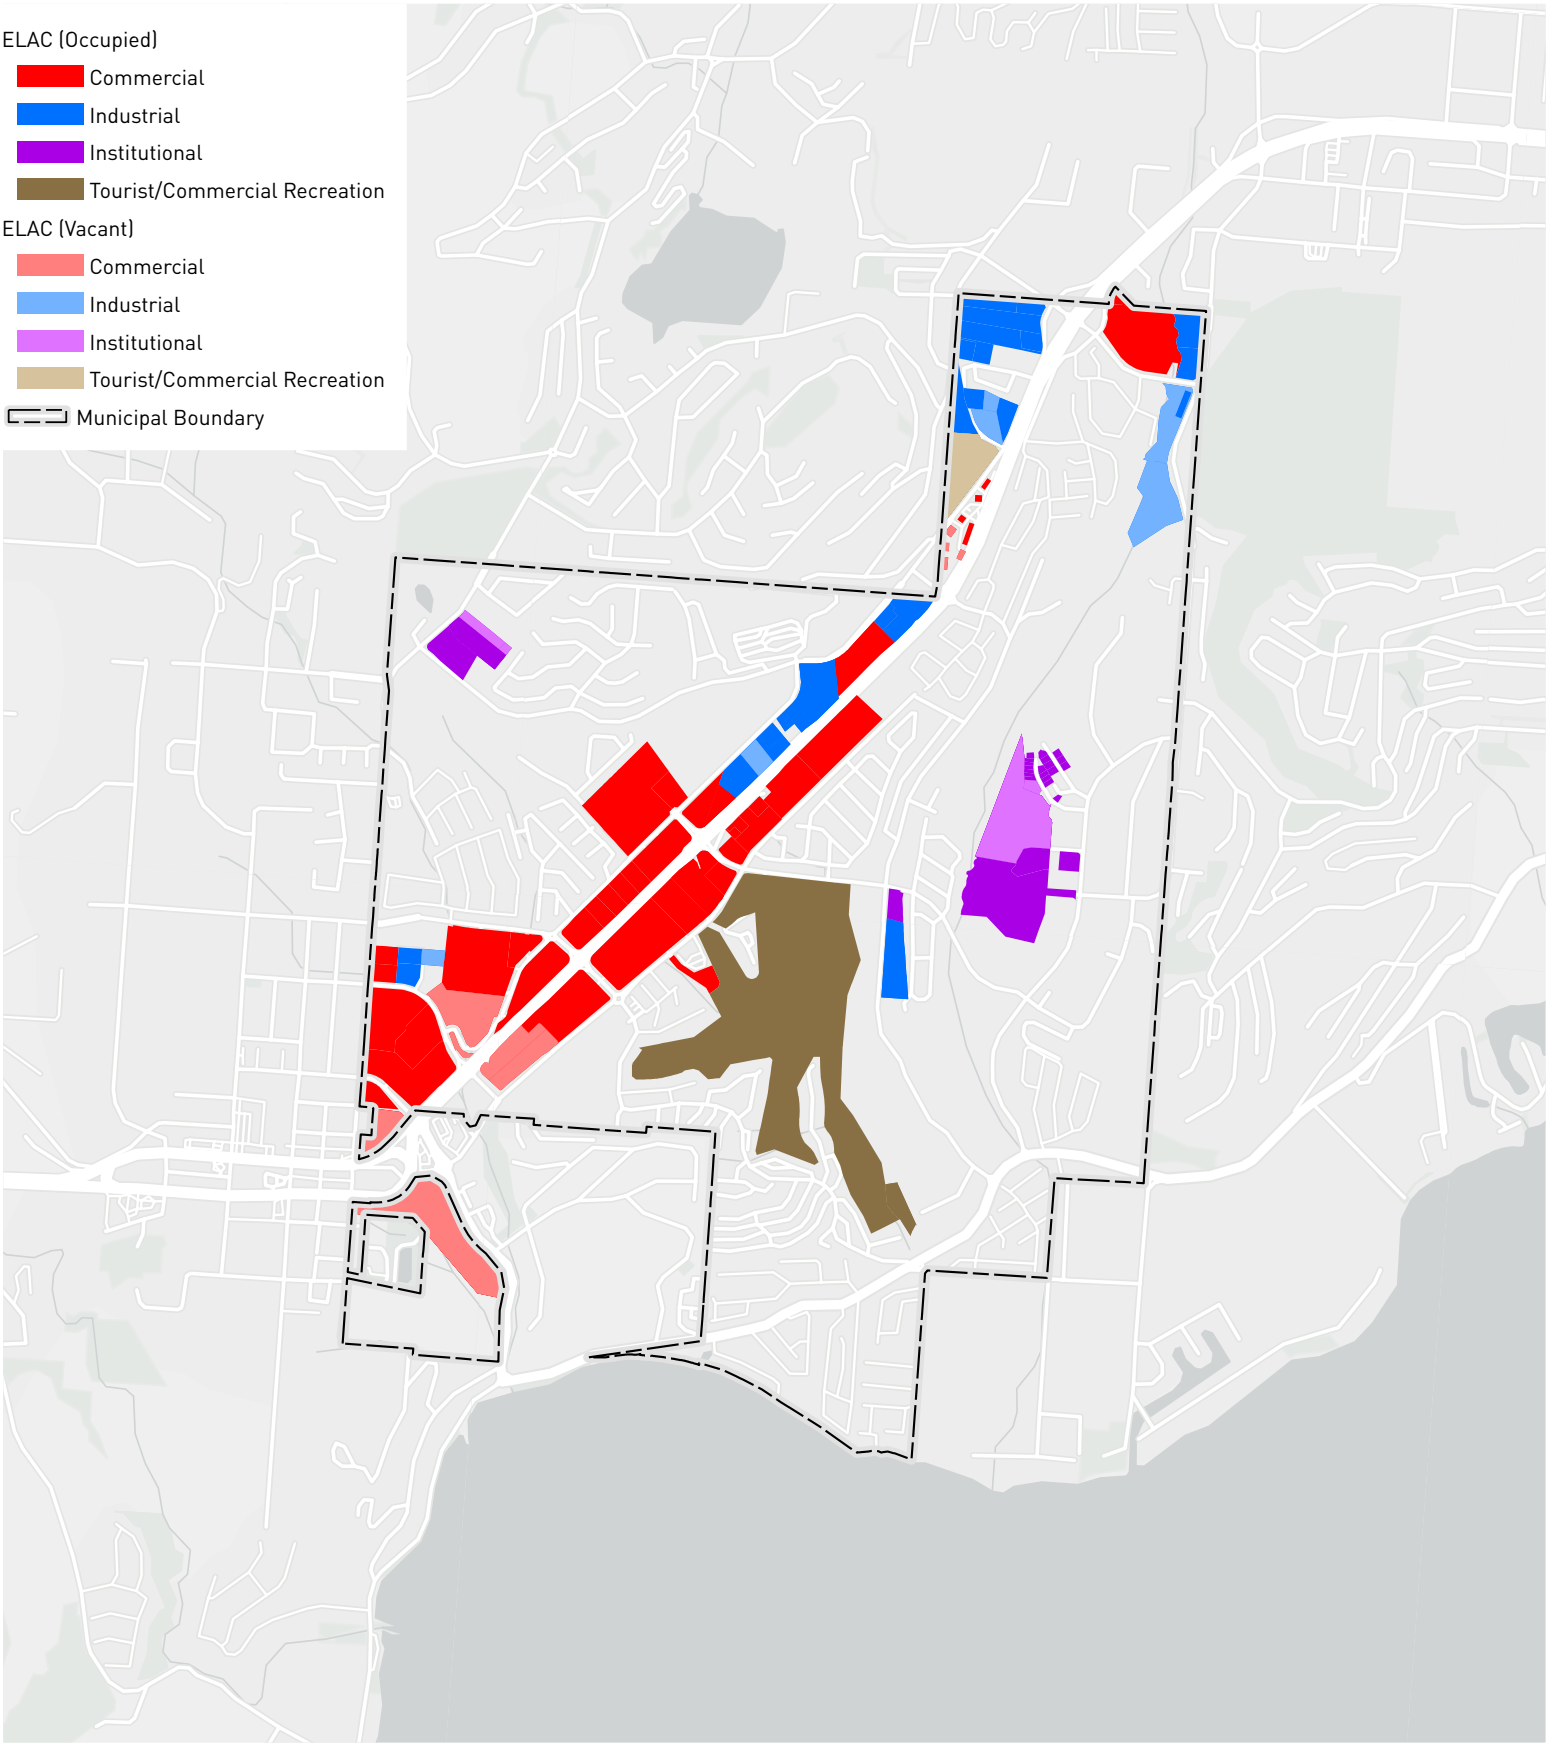 ELAC (Occupied)
Commercial
Industrial
Institutional
Tourist/Commercial Recreation
ELAC (Vacant)
Commercial
Industrial
Institutional
Tourist/Commercial Recreation
Municipal Boundary